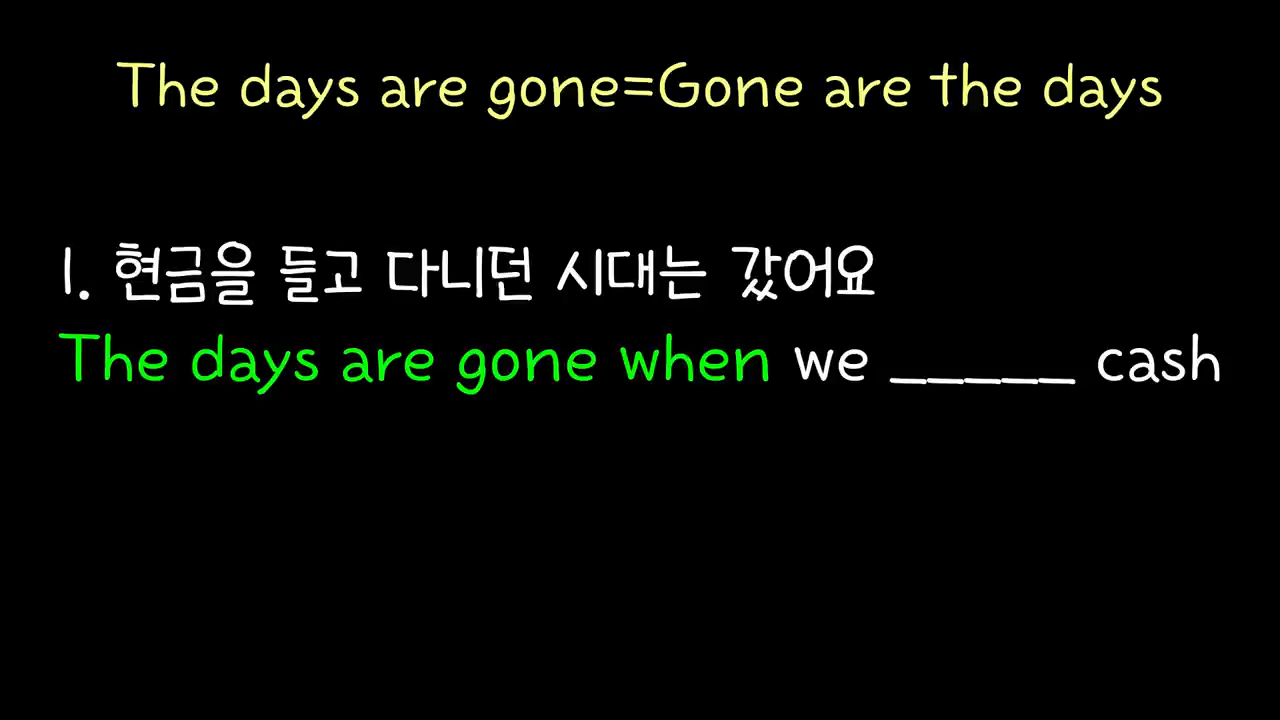 The days are gone=Gone are the days
1. 현금을 들고 다니던 시대는 갔어요
The days are gone when we _____ cash